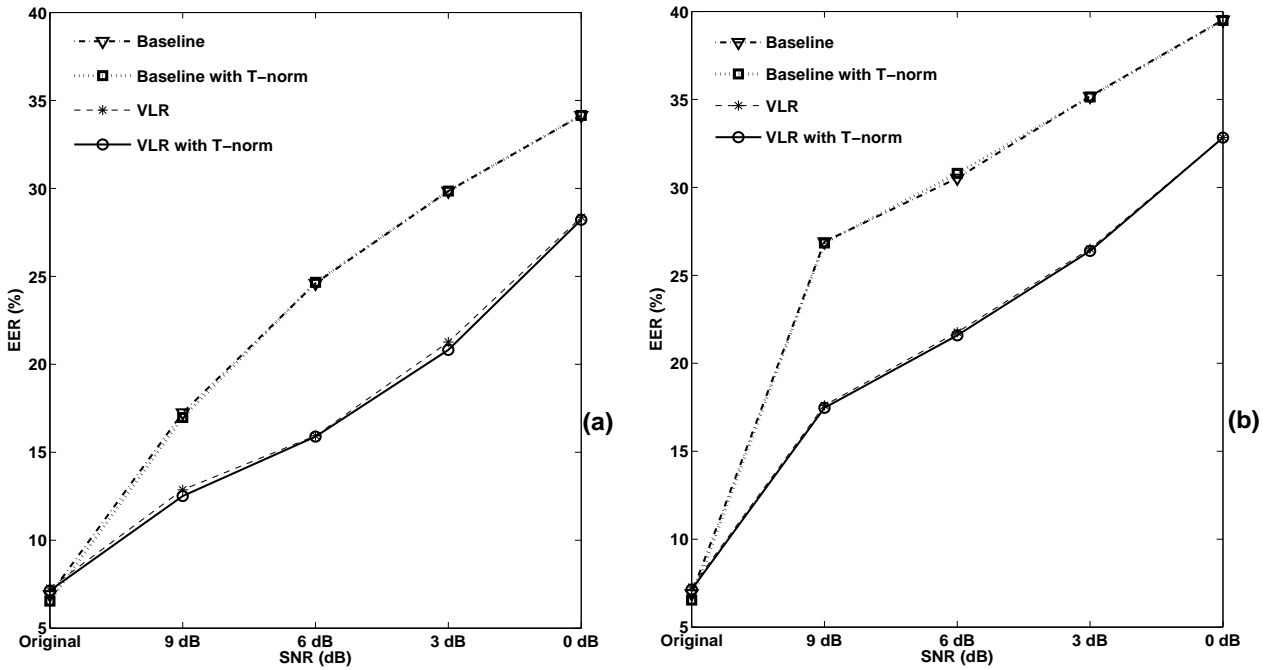 40
35
30
25
20
15
10
5
EER (%)
Baseline
Baseline with T-norm
VLR
VLR with T-norm
(a)
Original
9 dB
6 dB
3 dB
0 dB
SNR (dB)
40
35
30
25
20
15
10
5
EER (%)
Baseline
Baseline with T-norm
VLR
VLR with T-norm
(b)
Original
9 dB
6 dB
3 dB
0 dB
SNR (dB)